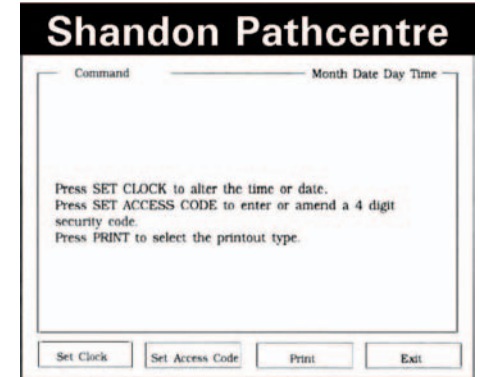 Shandon Pathcentre
Command Month Date Day Time
Press SET CLOCK to alter the time or date.
Press SET ACCESS CODE to enter or amend a 4 digit
security code.
Press PRINT to select the printout type.
Set Clock Set Access Code Print Exit